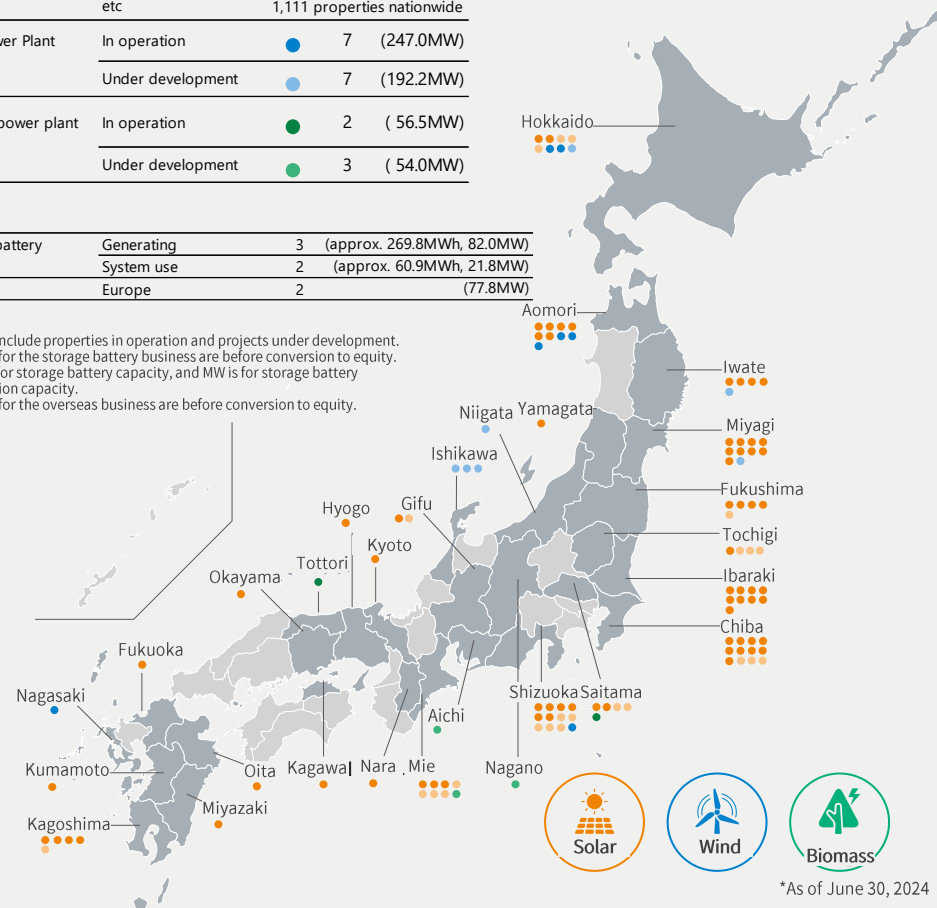 etc 1,111 properties nationwide
wer Plant In operation 7 (247.0MW)
Under development 7 (192.2MW)
power plant In operation 2 ( 56.5MW)
Under development 3 ( 54.0MW)
battery Generating 3 (approx. 269.8MWh, 82.0MW)
System use 2 (approx. 60.9MWh, 21.8MW)
Europe 2 (77.8MW)
nclude properties in operation and projects under development.
for the storage battery business are before conversion to equity.
or storage battery capacity, and MW is for storage battery
ion capacity.
for the overseas business are before conversion to equity.
Hokkaido
Aomori
Iwate
Niigata
Yamagata
Miyagi
Ishikawa
Fukushima
Hyogo
Gifu
Tochigi
Kyoto
Tottori
Okayama
Ibaraki
Chiba
Fukuoka
Nagasaki
Shizuoka
Saitama
Aichi
Kumamoto
Oita
Kagawa
Nara
Mie
Nagano
Miyazaki
Kagoshima
Solar
Wind
Biomass
*As of June 30, 2024